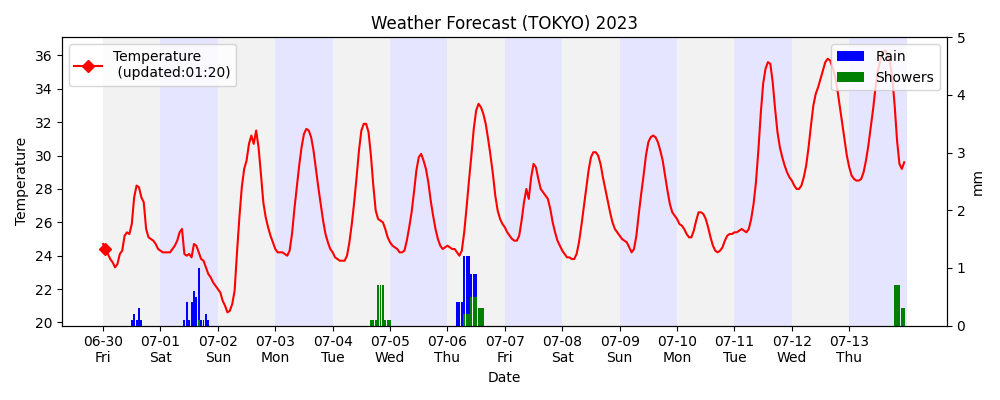 Weather Forecast (TOKYO) 2023
Temperature
(updated:01:20)
Rain
Showers
36
34
32
30
28
26
24
22
20
Temperature
5
4
3
2
1
0
mm
06-30 07-01 07-02 07-03 07-04 07-05 07-06 07-07 07-08 07-09 07-10 07-11 07-12 07-13
Fri Sat Sun Mon Tue Wed Thu Fri Sat Sun Mon Tue Wed Thu
Date